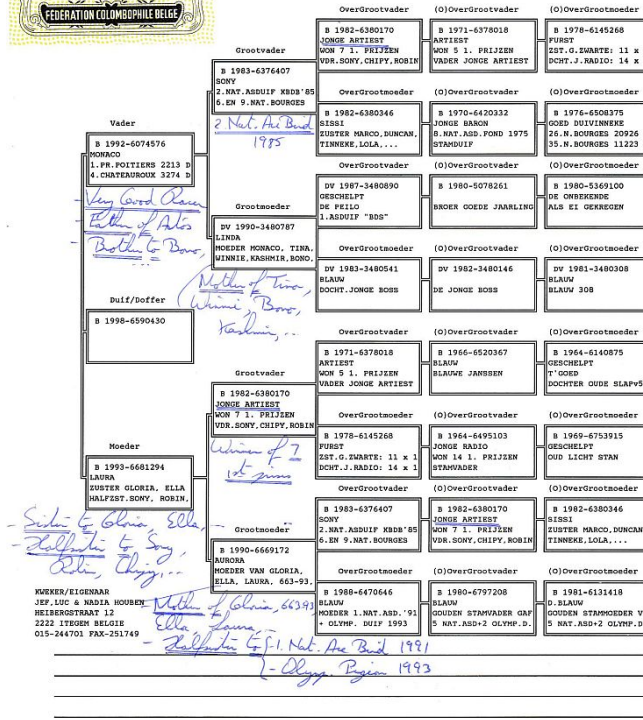 FEDERATION COLOMBOPHILE BELGE
OverGrootvader
(O)OverGrootvader
(O)OverGrootmoeder
B 1982-6380170
JONGE ARTIEST
WON 7 1. PRIJZEN
VDR.SONY,CHIPY,ROBIN
B 1971-6378018
ARTIEST
WON 5 1. PRIJZEN
VADER JONGE ARTIEST
B 1978-6145268
FURST
ZST.G.ZWARTE: 11 x
DCHT.J.RADIO: 14 x
Grootvader
B 1983-6376407
SONY
2.NAT.ASDUIF KBDB'85
6.EN 9.NAT.BOURGES
2. Nat. Ace Bird
1985
OverGrootmoeder
(O)OverGrootvader
(O)OverGrootmoeder
B 1982-6380346
SISSI
ZUSTER MARCO,DUNCAN,
TINNEKE,LOLA,...
B 1970-6420332
JONGE BARON
8.NAT.ASD.FOND 1975
STAMDUIF
B 1976-6508375
GOED DUIVINNEKE
26.N.BOURGES 20926
35.N.BOURGES 11223
Vader
B 1992-6074576
MONACO
1.PR.POITIERS 2213 D
4.CHATEAUROUX 3274 D
- Very Good Racer
- Father of Artos
- Brother to Bono,
...
OverGrootvader
(O)OverGrootvader
(O)OverGrootmoeder
DV 1987-3480890
GESCHELPT
DE PEILO
1.ASDUIF "BDS"
B 1980-5078261
BROER GOEDE JAARLING
B 1980-5369100
DE ONBEKENDE
ALS EI GEKREGEN
Grootmoeder
DV 1990-3480787
LINDA
MOEDER MONACO, TINA,
WINNIE,KASHMIR,BONO,
Mother of Tina,
Winnie, Bono,
Kashmir, ...
OverGrootmoeder
(O)OverGrootvader
(O)OverGrootmoeder
DV 1983-3480541
BLAUW
DOCHT.JONGE BOSS
DV 1982-3480146
DE JONGE BOSS
DV 1981-3480308
BLAUW
BLAUW 308
Duif/Doffer
B 1998-6590430
OverGrootvader
(O)OverGrootvader
(O)OverGrootmoeder
B 1971-6378018
ARTIEST
WON 5 1. PRIJZEN
VADER JONGE ARTIEST
B 1966-6520367
BLAUW
BLAUWE JANSSEN
B 1964-6140875
GESCHELPT
T'GOED
DOCHTER OUDE SLAPv5
Grootvader
B 1982-6380170
JONGE ARTIEST
WON 7 1. PRIJZEN
VDR.SONY,CHIPY,ROBIN
Winner of 7
1st prizes
OverGrootmoeder
(O)OverGrootvader
(O)OverGrootmoeder
B 1978-6145268
FURST
ZST.G.ZWARTE: 11 x 1
DCHT.J.RADIO: 14 x 1
B 1964-6495103
JONGE RADIO
WON 14 1. PRIJZEN
STAMVADER
B 1969-6753915
GESCHELPT
OUD LICHT STAN
Moeder
B 1993-6681294
LAURA
ZUSTER GLORIA, ELLA
HALFZST.SONY, ROBIN,
- Sister to Gloria, Ella, ...
- Halfsister to Sony,
Robin, Chipy, ...
OverGrootvader
(O)OverGrootvader
(O)OverGrootmoeder
B 1983-6376407
SONY
2.NAT.ASDUIF KBDB'85
6.EN 9.NAT.BOURGES
B 1982-6380170
JONGE ARTIEST
WON 7 1. PRIJZEN
VDR.SONY,CHIPY,ROBIN
B 1982-6380346
SISSI
ZUSTER MARCO,DUNCAN
TINNEKE,LOLA,...
Grootmoeder
B 1990-6669172
AURORA
MOEDER VAN GLORIA,
ELLA, LAURA, 663-93,
- Mother of Gloria, 66393
Ella Laura...
- Halfsister to - 1. Nat. Ace Bird 1991
- Olymp. Pigeon 1993
OverGrootmoeder
(O)OverGrootvader
(O)OverGrootmoeder
B 1988-6470646
BLAUW
MOEDER 1.NAT.ASD.'91
+ OLYMP. DUIF 1993
B 1980-6797208
BLAUW
GOUDEN STAMVADER GAF
5 NAT.ASD+2 OLYMP.D.
B 1981-6131418
D.BLAUW
GOUDEN STAMMOEDER V
5 NAT.ASD+2 OLYMP.D
KWEKER/EIGENAAR
JEF,LUC & NADIA HOUBEN
HEIBERGSTRAAT 12
2222 ITEGEM BELGIE
015-244701 FAX-251749